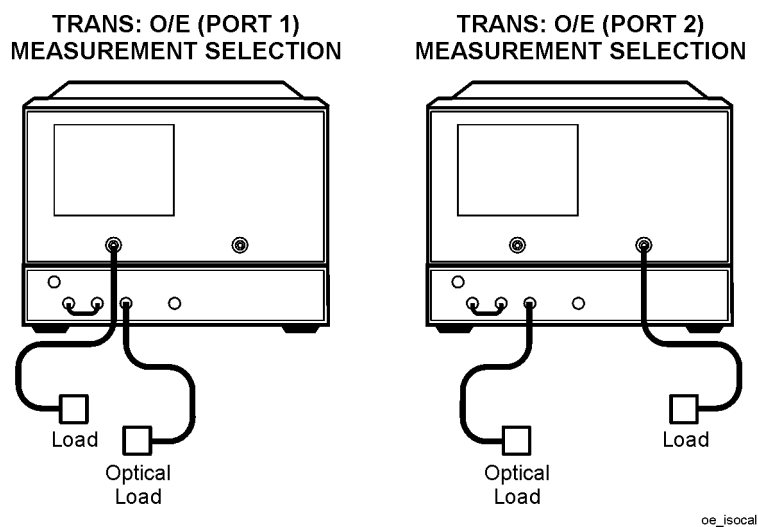 TRANS: O/E (PORT 1)
MEASUREMENT SELECTION
TRANS: O/E (PORT 2)
MEASUREMENT SELECTION
Load
Optical
Load
Optical
Load
Load
oe_isocal